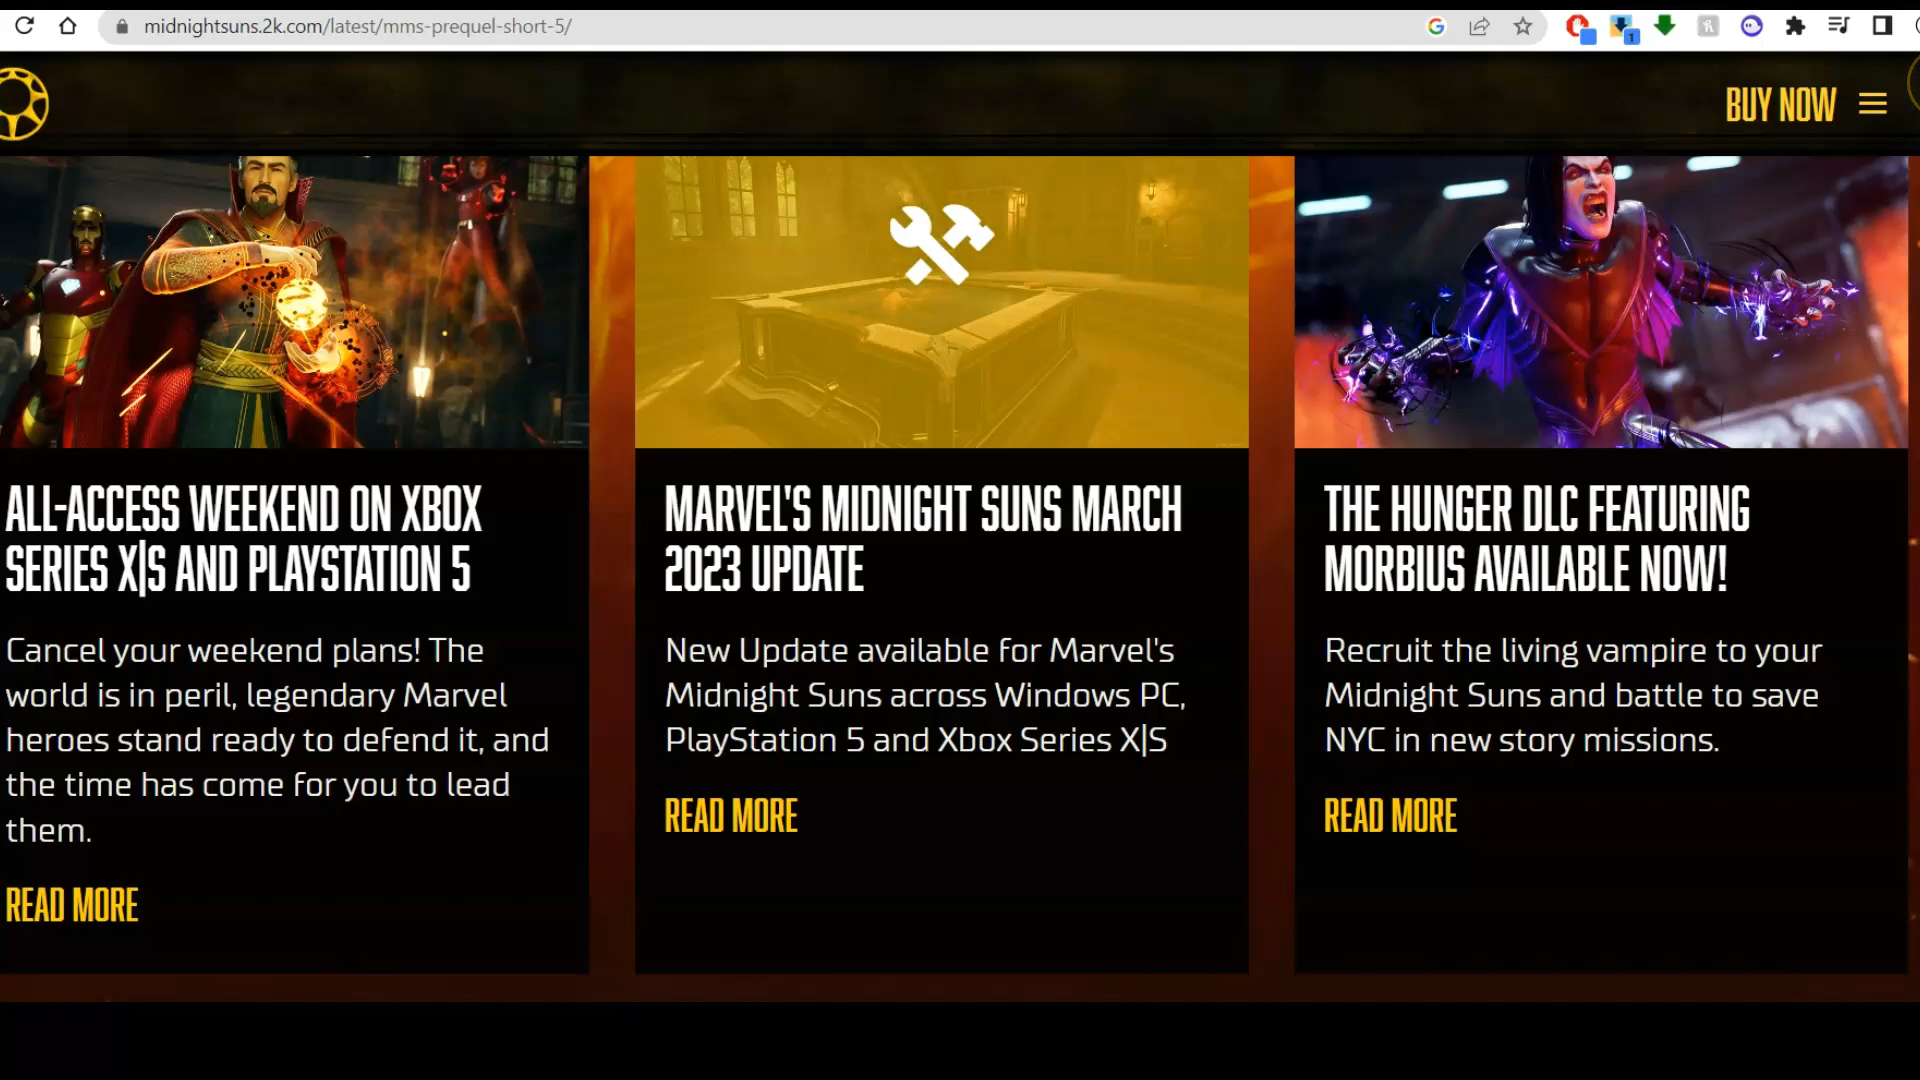 midnightsuns.2k.com/latest/mms-prequel-short-5/
1
BUY NOW
ALL-ACCESS WEEKEND ON XBOX
SERIES X|S AND PLAYSTATION 5
Cancel your weekend plans! The
world is in peril, legendary Marvel
heroes stand ready to defend it, and
the time has come for you to lead
them.
READ MORE
MARVEL'S MIDNIGHT SUNS MARCH
2023 UPDATE
New Update available for Marvel's
Midnight Suns across Windows PC,
PlayStation 5 and Xbox Series X|S
READ MORE
THE HUNGER DLC FEATURING
MORBIUS AVAILABLE NOW!
Recruit the living vampire to your
Midnight Suns and battle to save
NYC in new story missions.
READ MORE